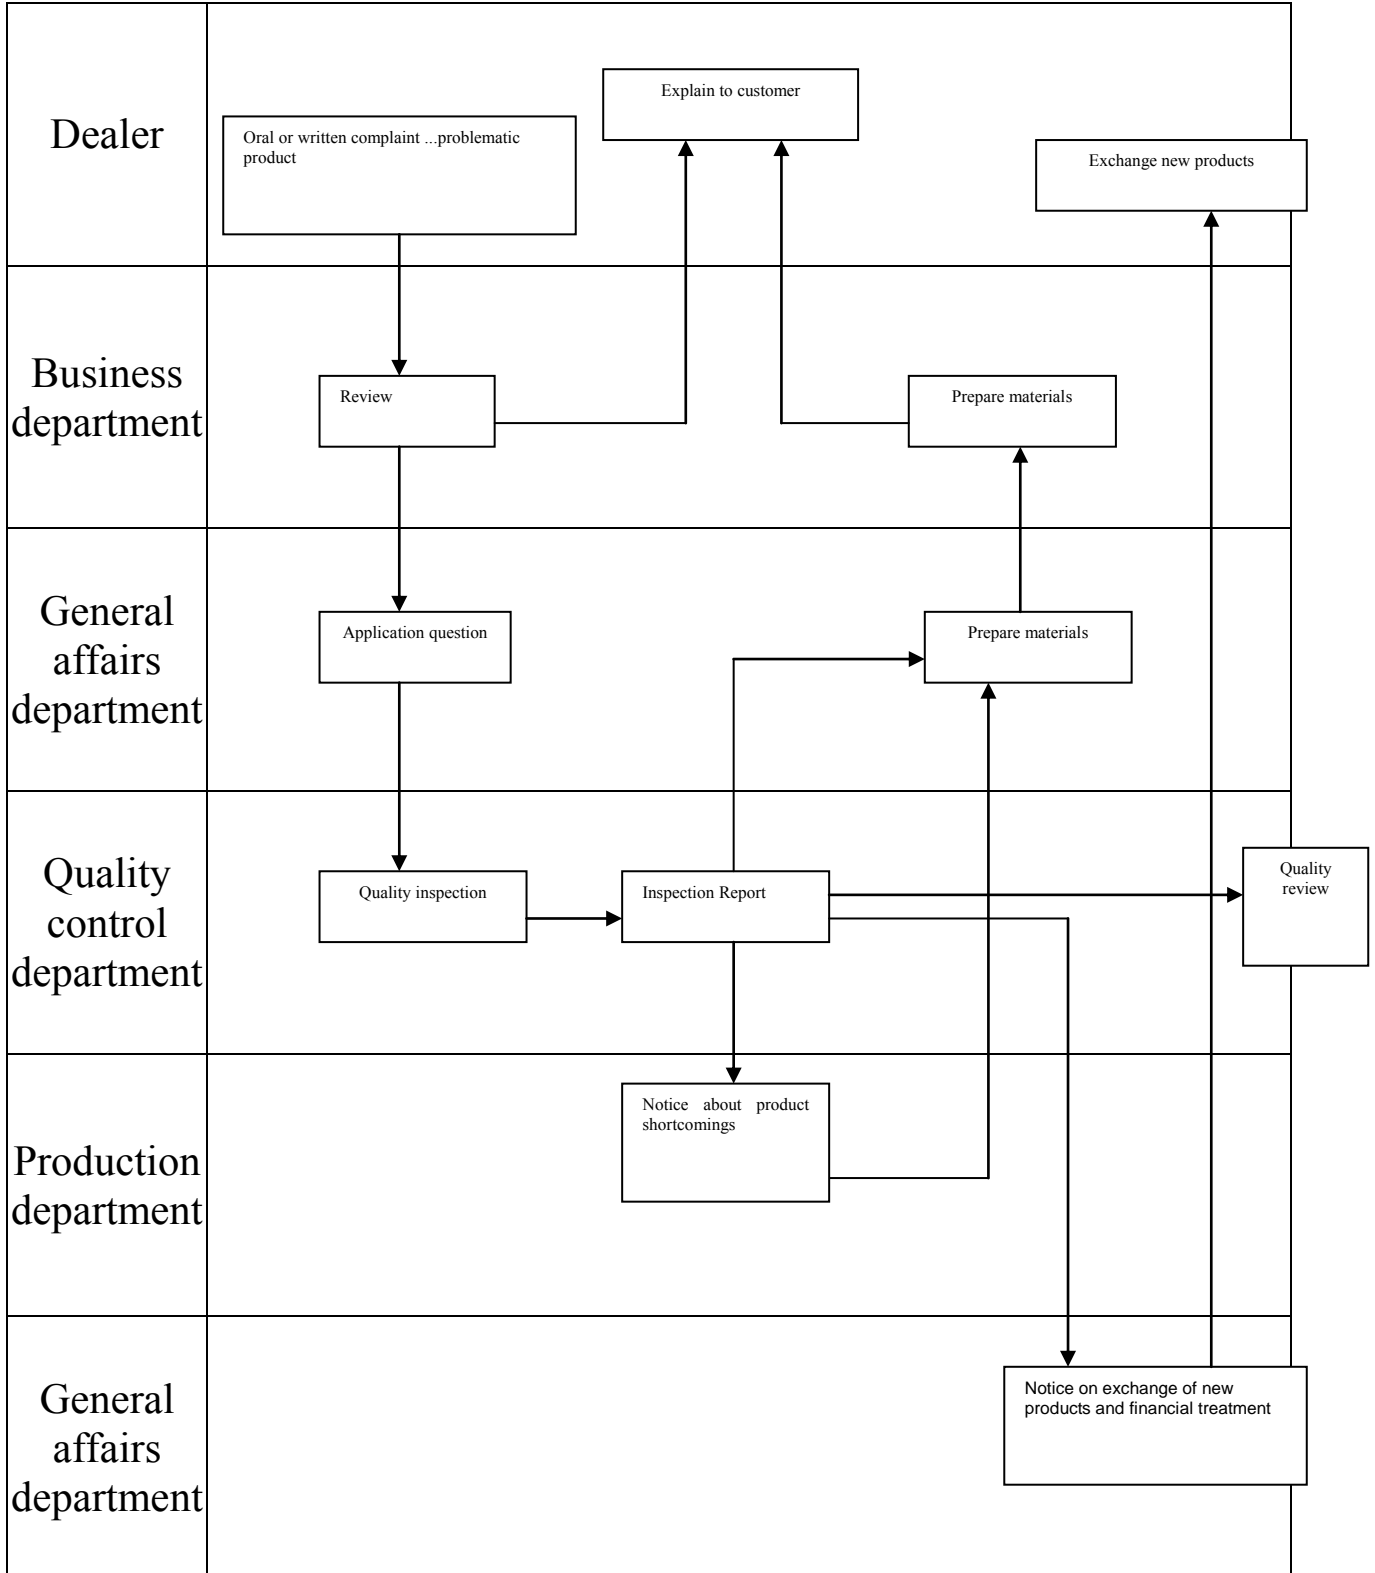 Dealer
Explain to customer
Oral or written complaint ...problematic
product
Exchange new products
Business
department
Review
Prepare materials
General
affairs
department
Application question
Prepare materials
Quality
control
department
Quality inspection
Inspection Report
Quality
review
Production
department
Notice about product
shortcomings
General
affairs
department
Notice on exchange of new
products and financial treatment